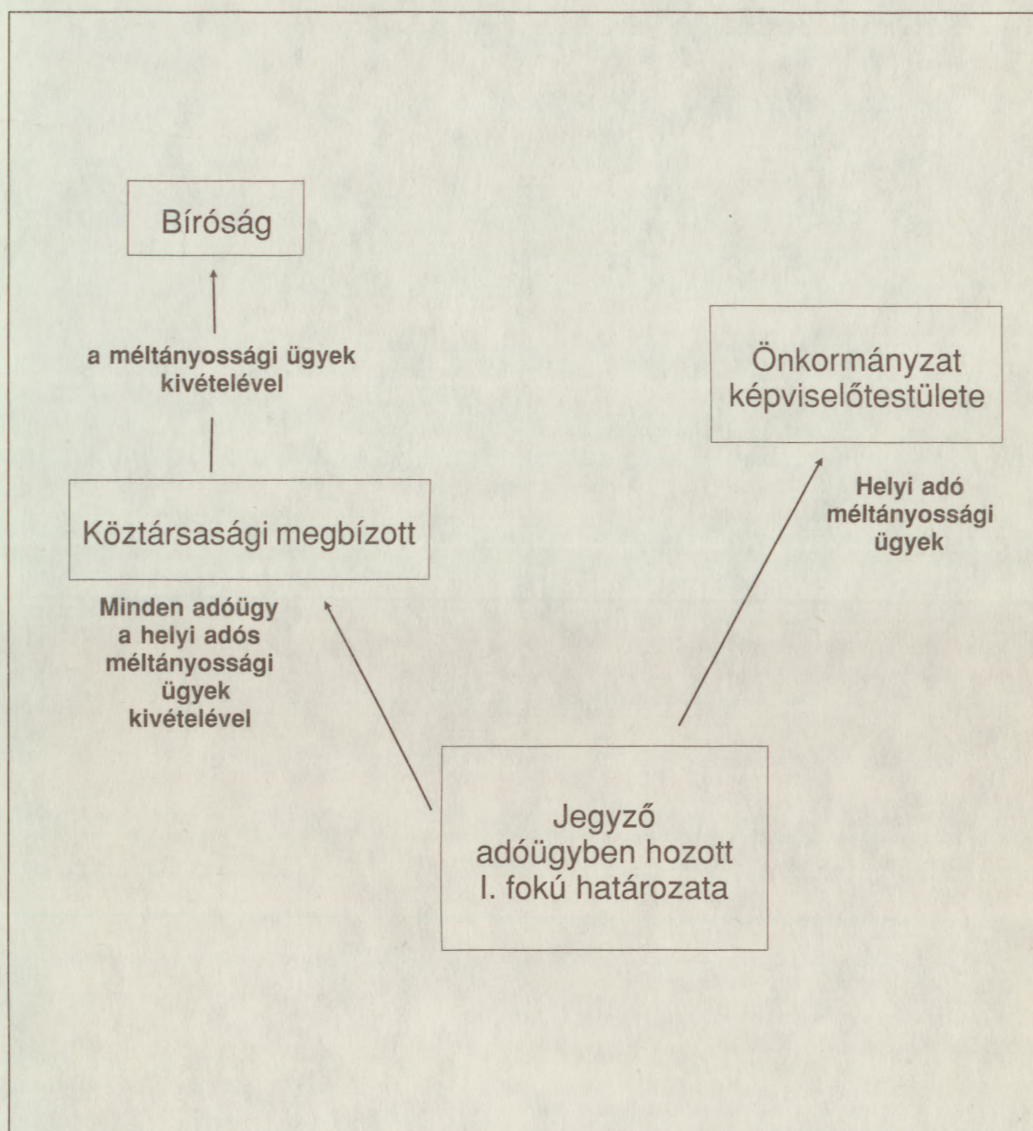 Bíróság
a méltányossági ügyek
kivételével
Önkormányzat
képviselőtestülete
Köztársasági megbízott
Helyi adó
méltányossági
ügyek
Minden adóügy
a helyi adós
méltányossági
ügyek
kivételével
Jegyző
adóügyben hozott
I. fokú határozata